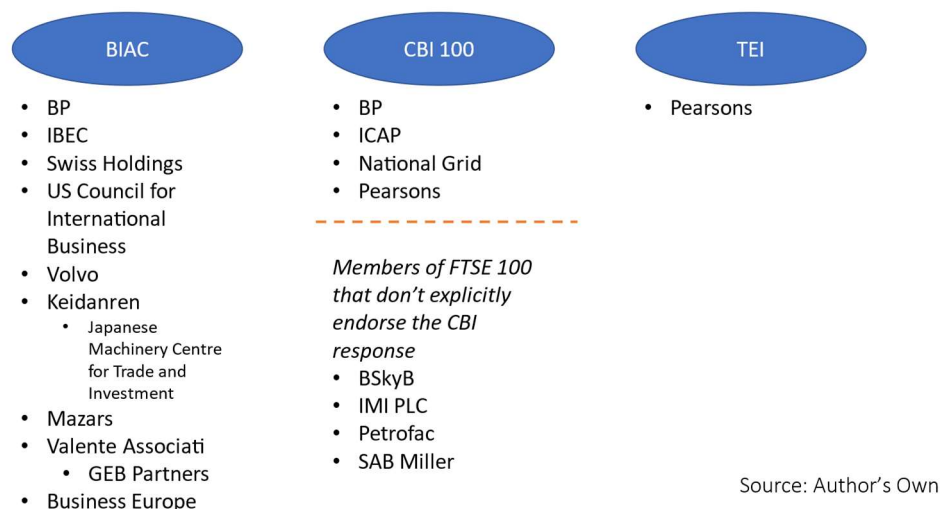 BIAC
• BP
• IBEC
• Swiss Holdings
• US Council for
International
Business
• Volvo
• Keidanren
• Japanese
Machinery Centre
for Trade and
Investment
• Mazars
• Valente Associati
• GEB Partners
• Business Europe
CBI 100
• BP
• ICAP
• National Grid
• Pearsons
Members of FTSE 100
that don’t explicitly
endorse the CBI
response
• BSkyB
• IMI PLC
• Petrofac
• SAB Miller
TEI
• Pearsons
Source: Author’s Own